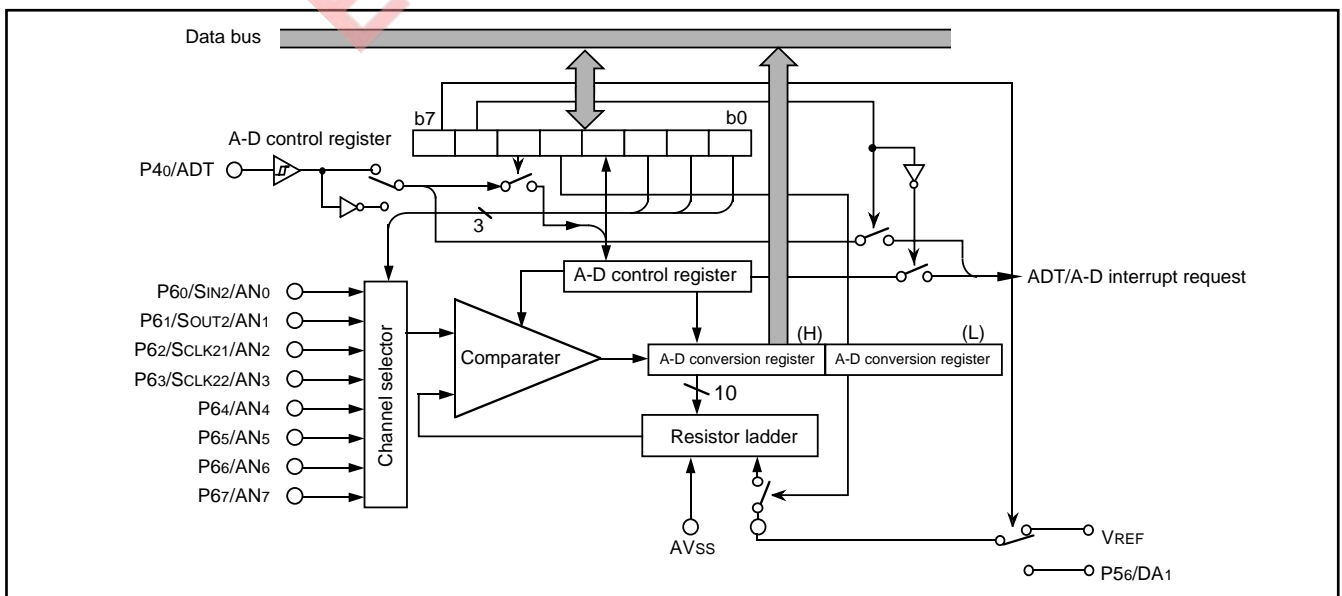 Data bus
b7
b0
A-D control register
P40/ADT
3
A-D control register
ADT/A-D interrupt request
P60/SIN2/AN0
P61/SOUT2/AN1
P62/SCLK21/AN2
P63/SCLK22/AN3
P64/AN4
P65/AN5
P66/AN6
P67/AN7
Channel selector
Comparater
(H)
(L)
A-D conversion register
A-D conversion register
10
Resistor ladder
AVSS
VREF
P56/DA1